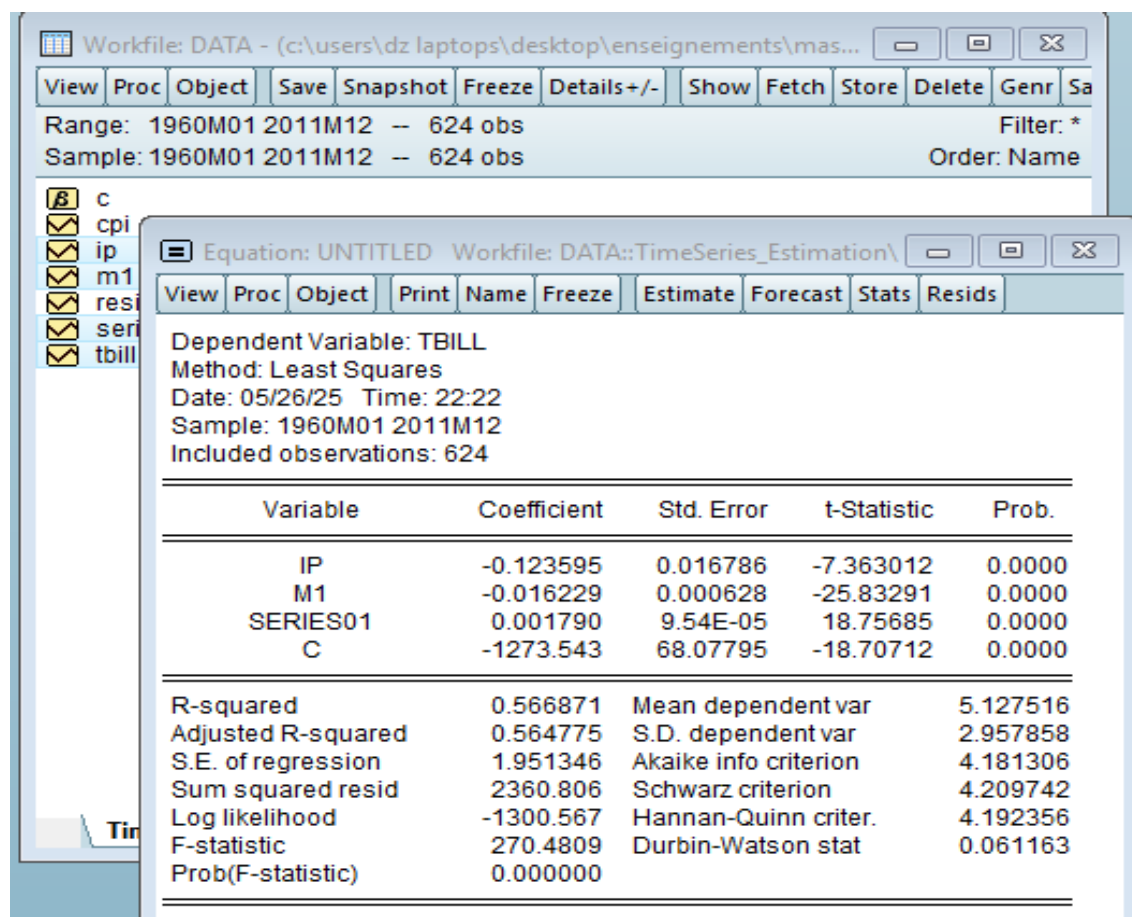 Workfile: DATA - (c:\users\dz laptops\desktop\enseignements\mas...
View Proc Object Save Snapshot Freeze Details+/- Show Fetch Store Delete Genr Sa
Range: 1960M01 2011M12 -- 624 obs Filter: *
Sample: 1960M01 2011M12 -- 624 obs Order: Name
β c
cpi
ip
m1
resi
seri
tbill
Tin
Equation: UNTITLED Workfile: DATA::TimeSeries_Estimation\
View Proc Object Print Name Freeze Estimate Forecast Stats Resids
Dependent Variable: TBILL
Method: Least Squares
Date: 05/26/25 Time: 22:22
Sample: 1960M01 2011M12
Included observations: 624
Variable Coefficient Std. Error t-Statistic Prob.
IP -0.123595 0.016786 -7.363012 0.0000
M1 -0.016229 0.000628 -25.83291 0.0000
SERIES01 0.001790 9.54E-05 18.75685 0.0000
C -1273.543 68.07795 -18.70712 0.0000
R-squared 0.566871 Mean dependent var 5.127516
Adjusted R-squared 0.564775 S.D. dependent var 2.957858
S.E. of regression 1.951346 Akaike info criterion 4.181306
Sum squared resid 2360.806 Schwarz criterion 4.209742
Log likelihood -1300.567 Hannan-Quinn criter. 4.192356
F-statistic 270.4809 Durbin-Watson stat 0.061163
Prob(F-statistic) 0.000000